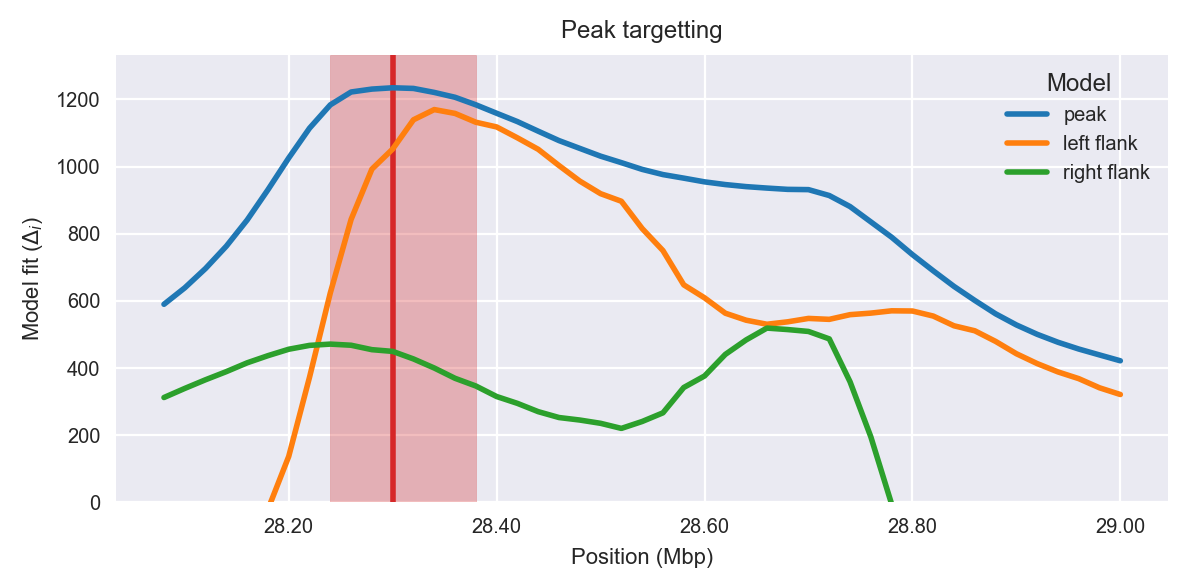 Peak targetting
Model
peak
left flank
right flank
Model fit (Δᵢ)
1200
1000
800
600
400
200
0
28.20 28.40 28.60 28.80 29.00
Position (Mbp)